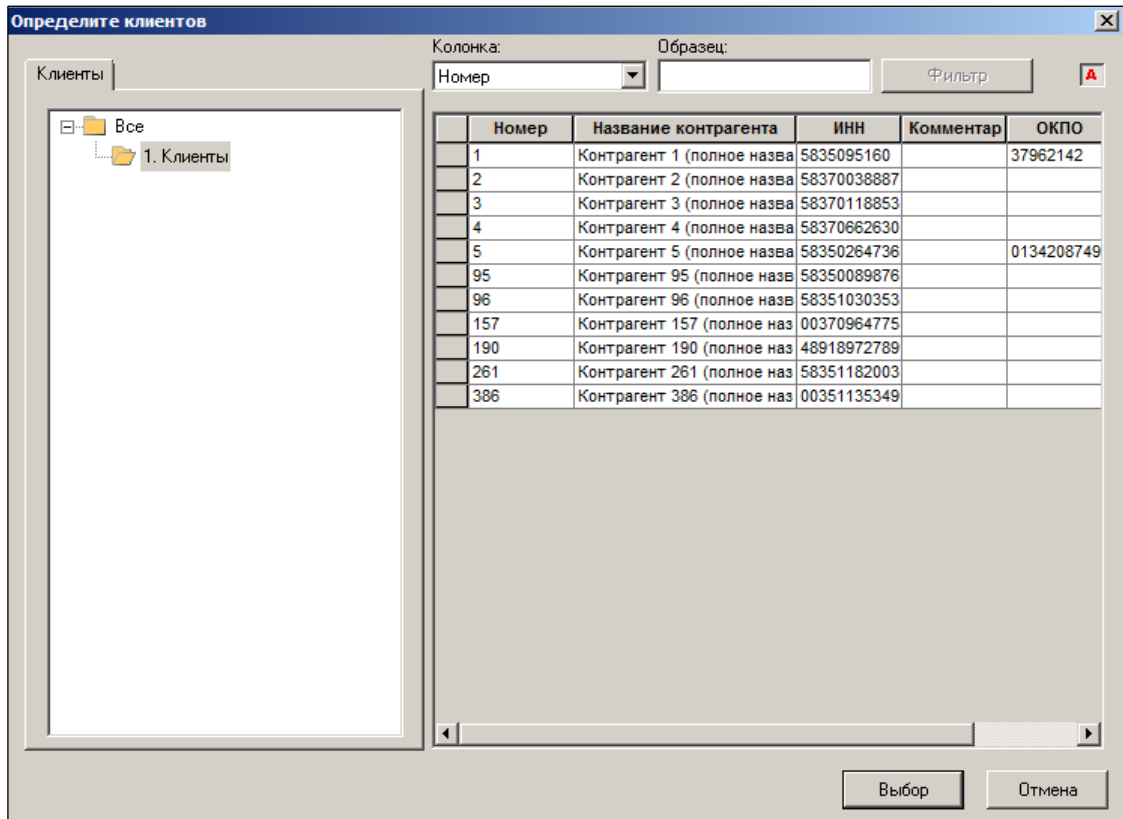 Определите клиентов
Колонка: Образец:
Клиенты
Номер Фильтр A
Все
1. Клиенты
Номер Название контрагента ИНН Комментар ОКПО
1 Контрагент 1 (полное назва 5835095160 37962142
2 Контрагент 2 (полное назва 58370038887
3 Контрагент 3 (полное назва 58370118853
4 Контрагент 4 (полное назва 58370662630
5 Контрагент 5 (полное назва 58350264736 0134208749
95 Контрагент 95 (полное назв 58350089876
96 Контрагент 96 (полное назв 58351030353
157 Контрагент 157 (полное наз 00370964775
190 Контрагент 190 (полное наз 48918972789
261 Контрагент 261 (полное наз 58351182003
386 Контрагент 386 (полное наз 00351135349
Выбор Отмена